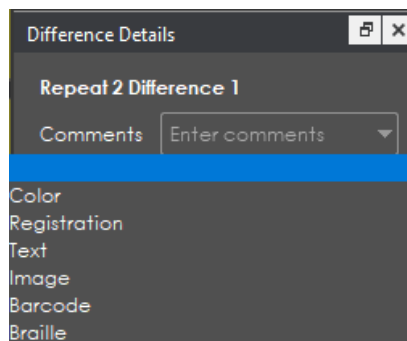 Difference Details
Repeat 2 Difference 1
Comments Enter comments
Color
Registration
Text
Image
Barcode
Braille